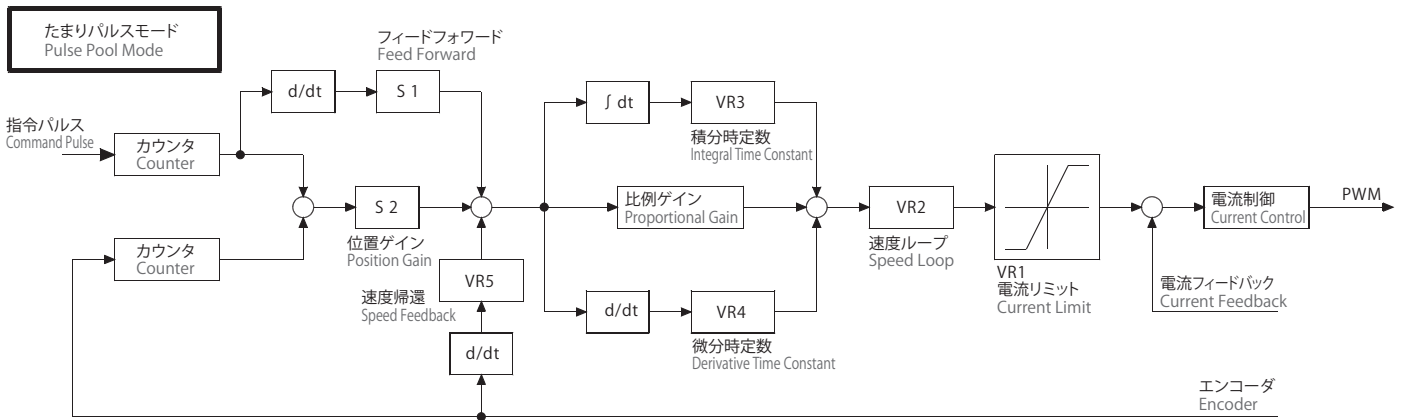 たまりパルスモード
Pulse Pool Mode
フィードフォワード
Feed Forward
d/dt
S 1
∫ dt
VR3
指令パルス
Command Pulse
カウンタ
Counter
積分時定数
Integral Time Constant
S 2
比例ゲイン
Proportional Gain
VR2
電流制御
Current Control
PWM
位置ゲイン
Position Gain
速度ループ
Speed Loop
カウンタ
Counter
VR5
VR1
電流リミット
Current Limit
電流フィードバック
Current Feedback
速度帰還
Speed Feedback
d/dt
VR4
微分時定数
Derivative Time Constant
d/dt
エンコーダ
Encoder